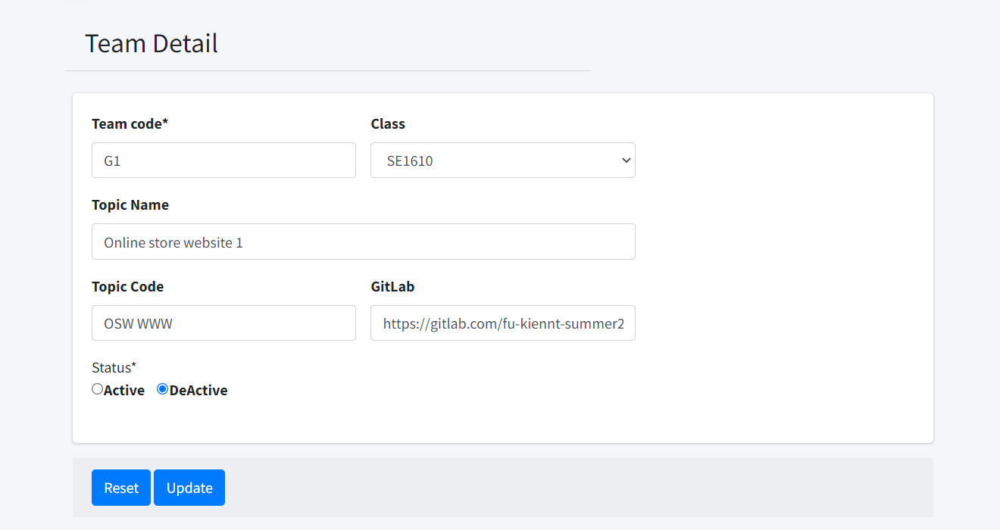 Team Detail
Team code* Class
G1 SE1610
Topic Name
Online store website 1
Topic Code GitLab
OSW WWW https://gitlab.com/fu-kiennt-summer2
Status*
Active DeActive
Reset Update